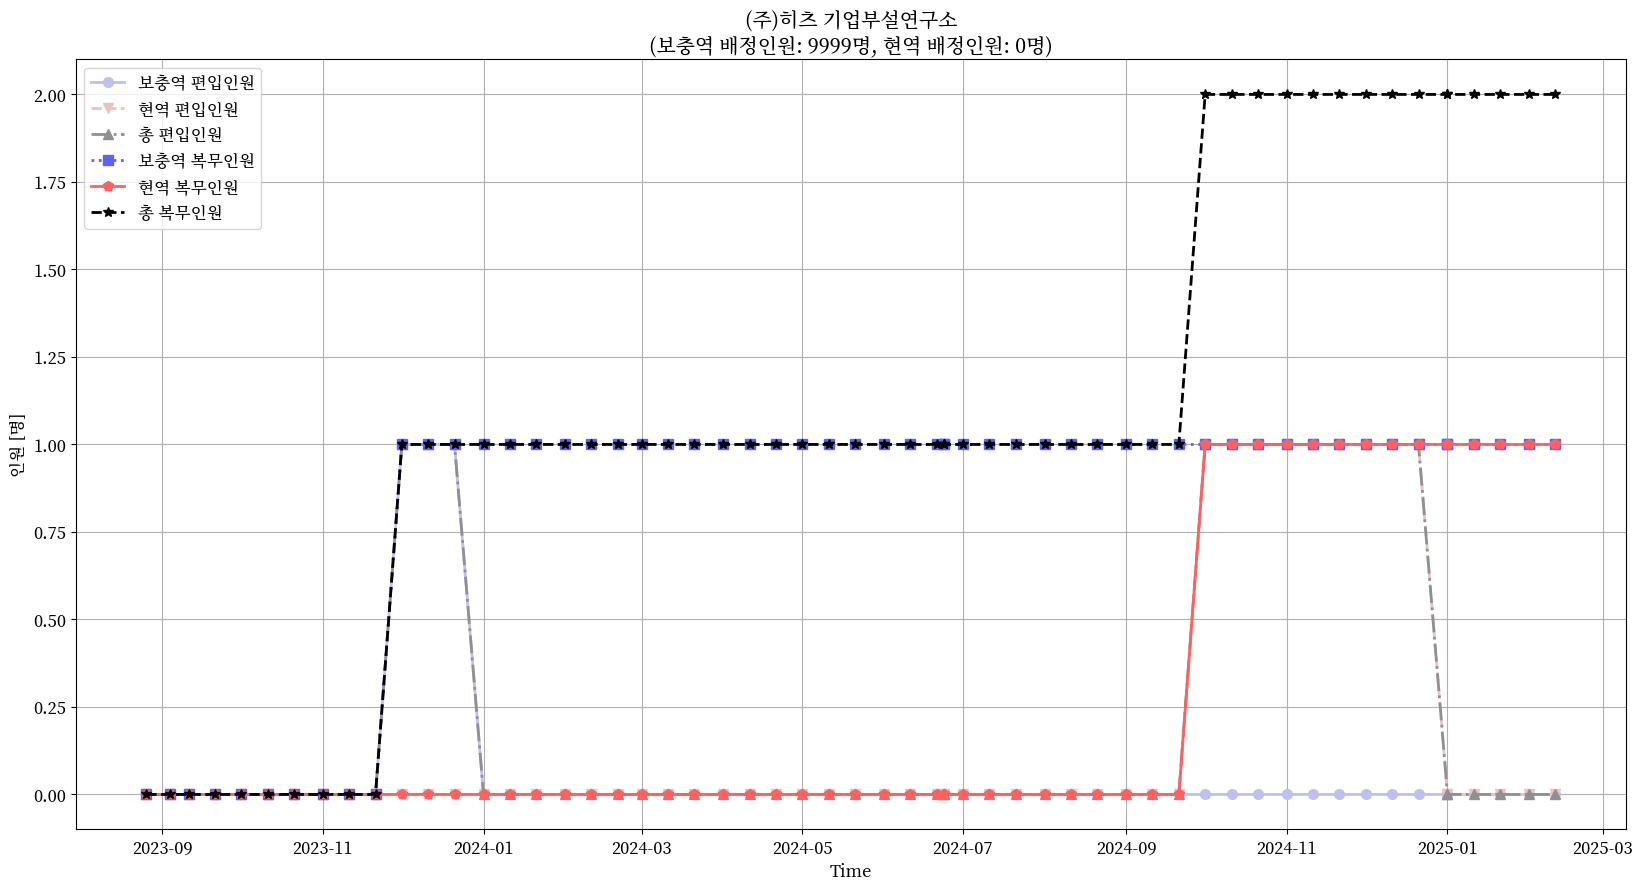 (주)히츠 기업부설연구소
(보충역 배정인원: 9999명, 현역 배정인원: 0명)
보충역 편입인원
현역 편입인원
총 편입인원
보충역 복무인원
현역 복무인원
총 복무인원
2.00
1.75
1.50
1.25
1.00
0.75
0.50
0.25
0.00
인원 [명]
2023-09
2023-11
2024-01
2024-03
2024-05
2024-07
2024-09
2024-11
2025-01
2025-03
Time